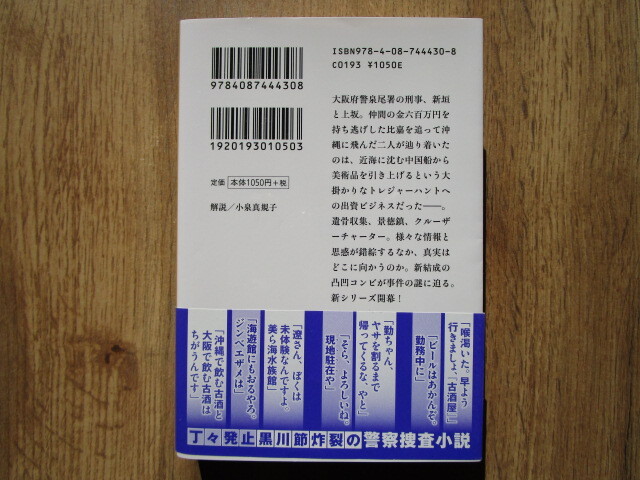 ISBN978-4-08-744430-8
C0193 ¥1050E
9784087444308
1920193010503
定価 本体1050円+税
解説／小泉真規子
大阪府警泉尾署の刑事、新垣
と上坂。仲間の金六百万円を
持ち逃げした比嘉を追って沖
縄に飛んだ二人が辿り着いた
のは、近海に沈む中国船から
美術品を引き上げるという大
掛かりなトレジャーハントへ
の出資ビジネスだった――。
遺骨収集、景徳鎮、クルーザ
ーチャーター。様々な情報と
思惑が錯綜するなか、真実は
どこに向かうのか。新結成の
凸凹コンビが事件の謎に迫る。
新シリーズ開幕！
「喉渇いた。早よう
行きましょ、「古酒屋」」
「ビールはあかんぞ。
勤務中に」
「勤ちゃん、
ヤサを割るまで
帰ってくるな、やと」
「そら、よろしいね。
現地駐在や」
「遼さん、ぼくは
未体験なんですよ。
美ら海水族館」
「海遊館にもおるやろ、
ジンベエザメは」
「沖縄で飲む古酒と
大阪で飲む古酒は
ちがうんです」
丁々発止黒川節炸裂の警察捜査小説